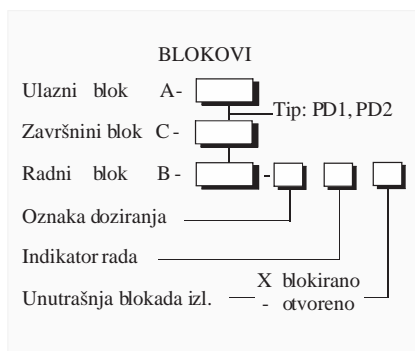 BLOKOVI
Ulazni blok A-
Tip: PD1, PD2
Završnini blok C -
Radni blok B - -
Oznaka doziranja
Indikator rada
X blokirano
Unutrašnja blokada izl.
- otvoreno